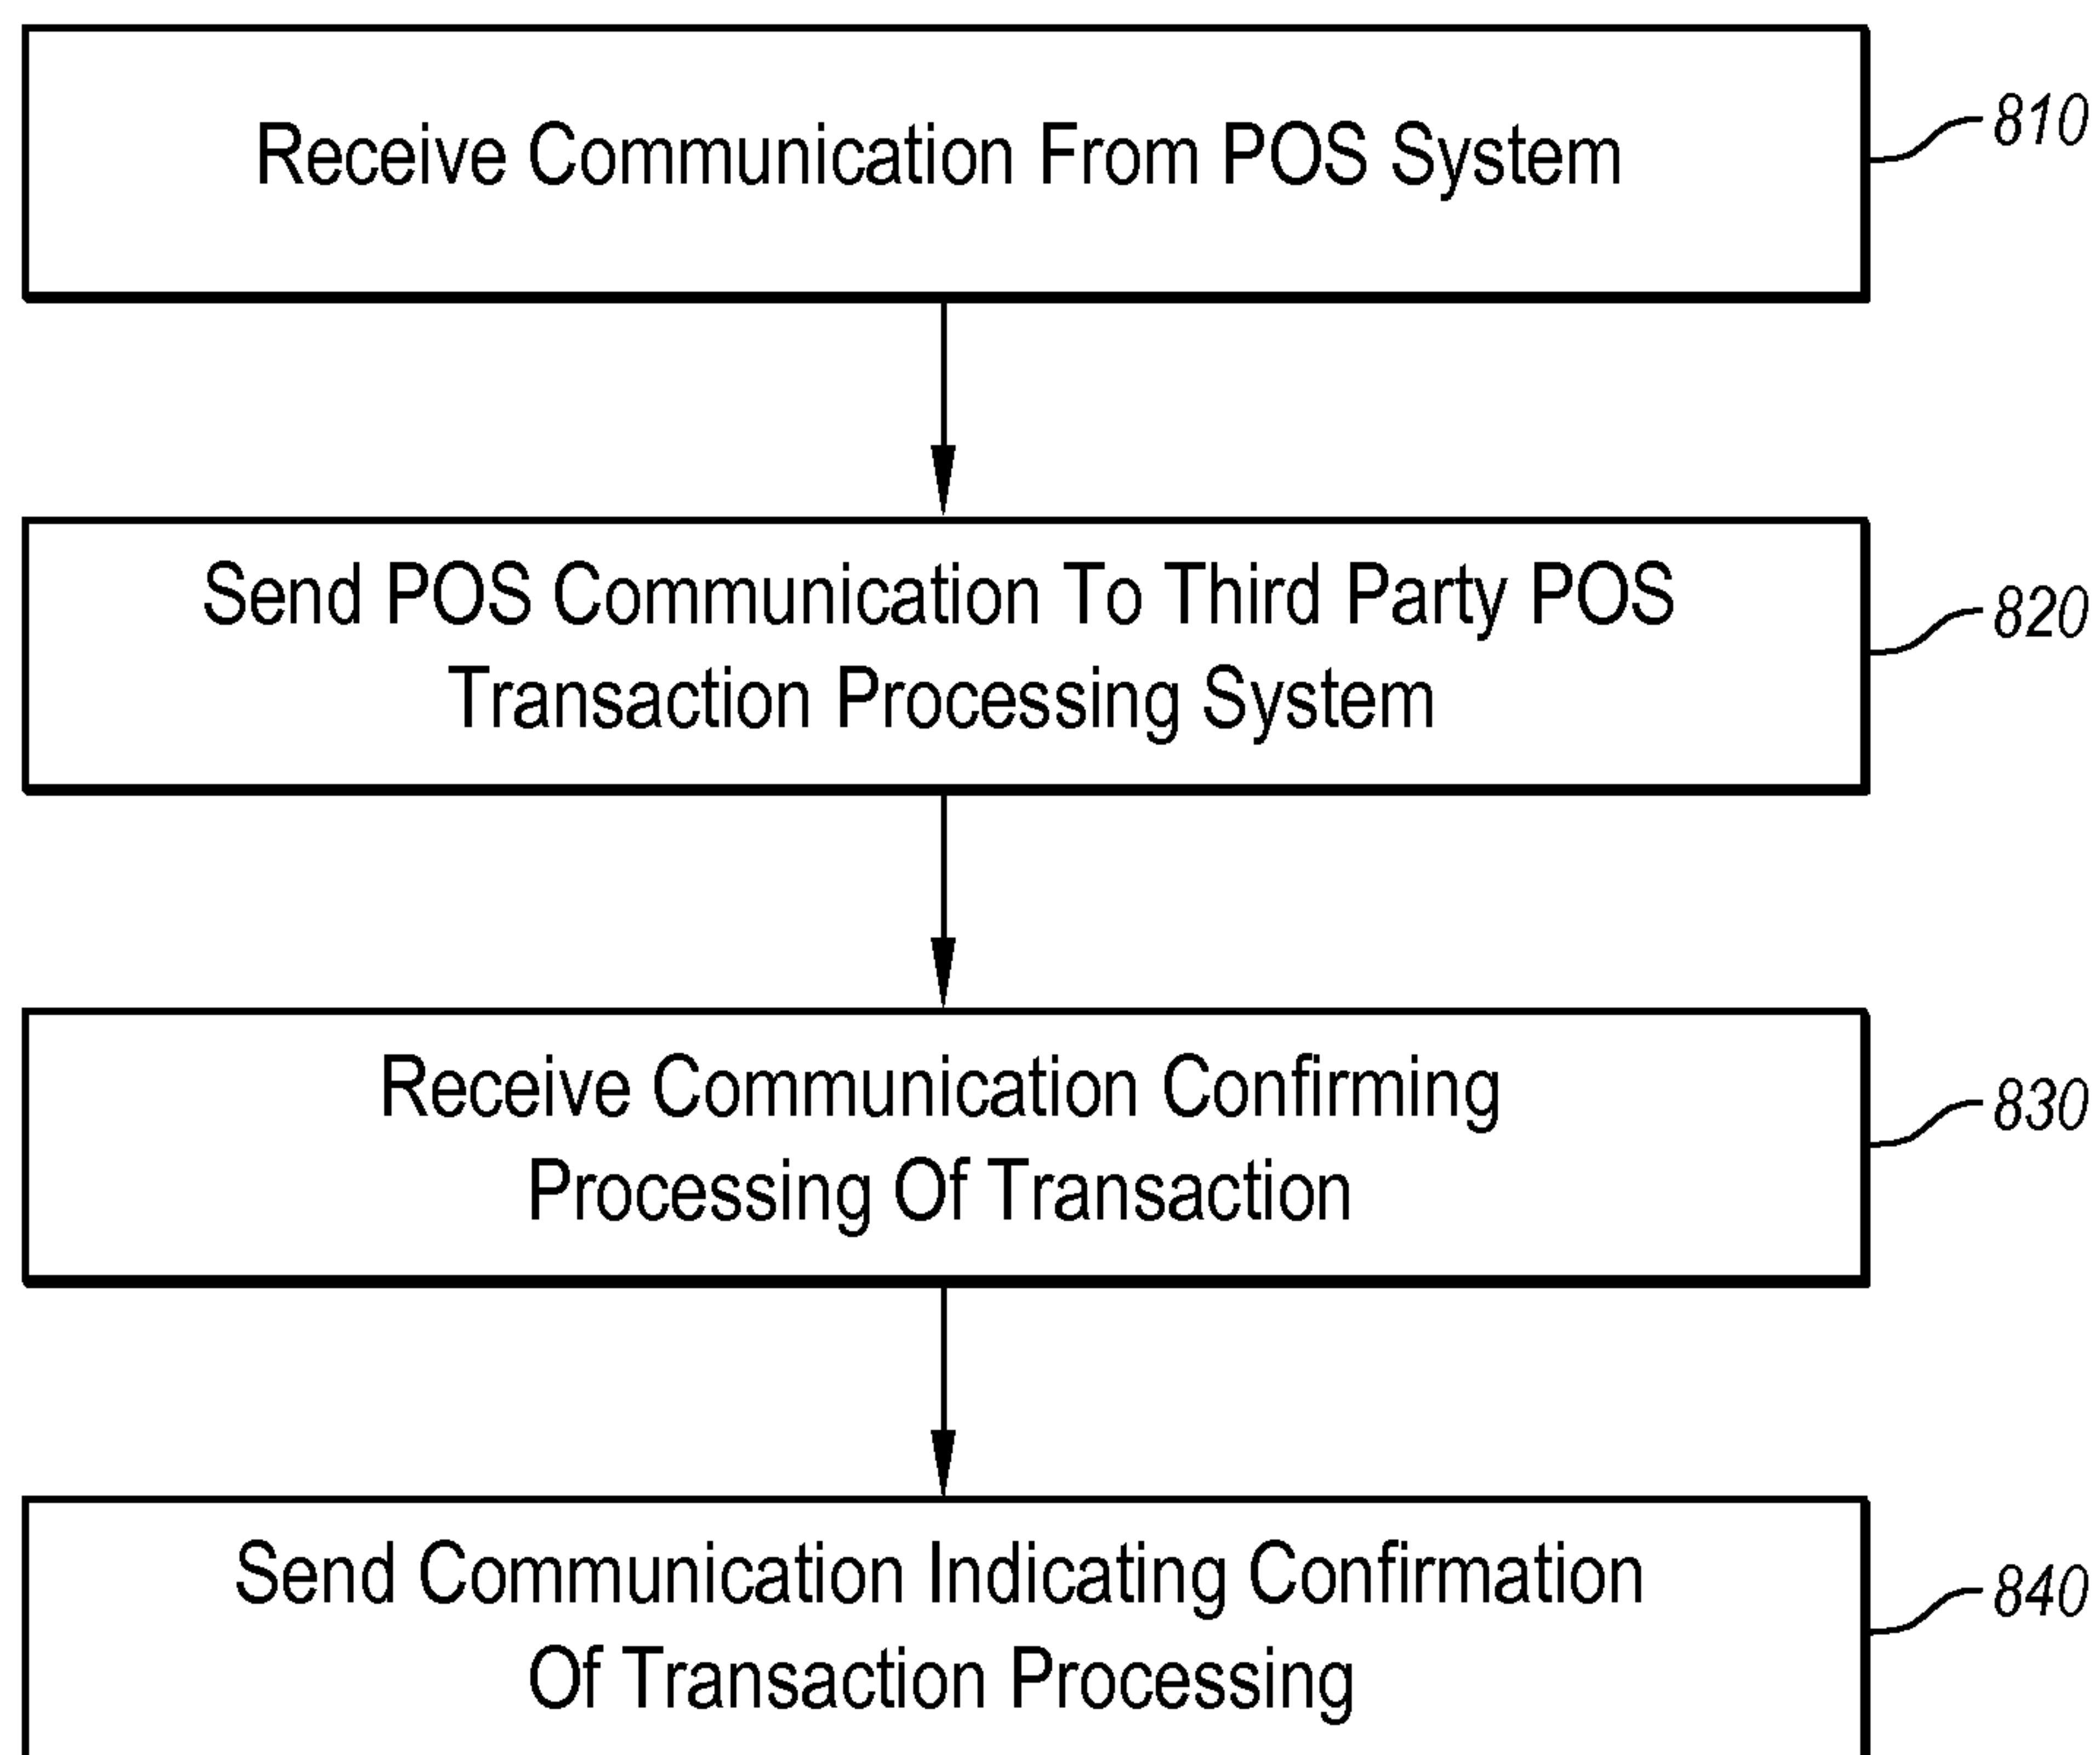 Receive Communication From POS System
810
Send POS Communication To Third Party POS
Transaction Processing System
820
Receive Communication Confirming
Processing Of Transaction
830
Send Communication Indicating Confirmation
Of Transaction Processing
840